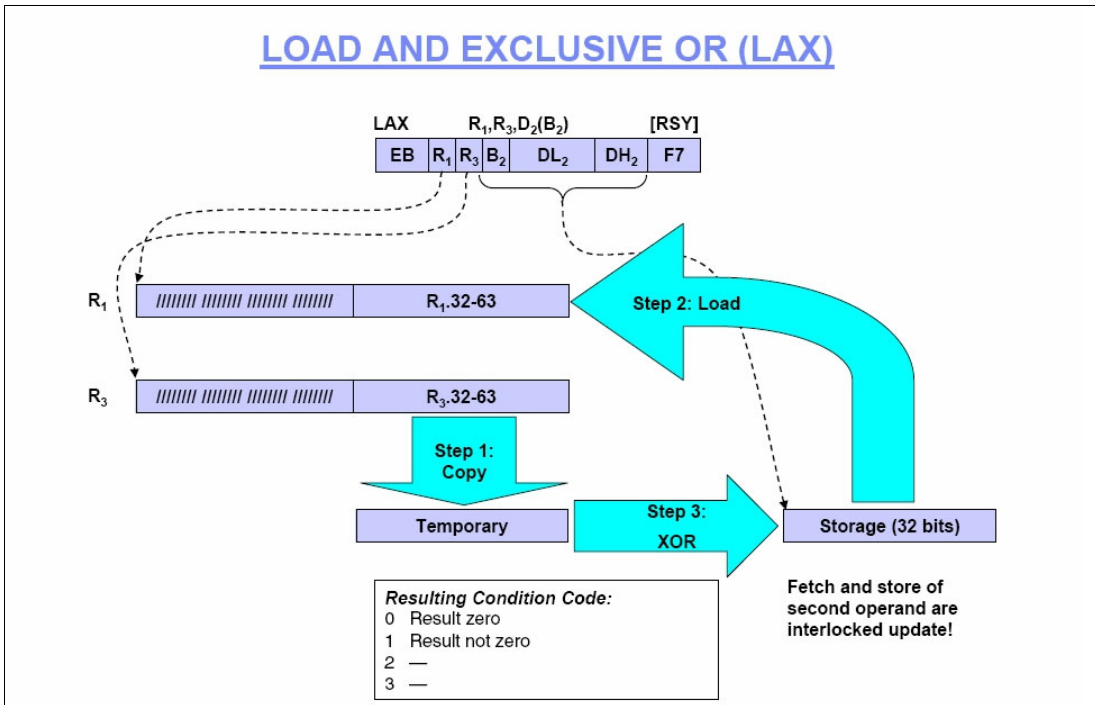 LOAD AND EXCLUSIVE OR (LAX)
LAX R₁,R₃,D₂(B₂) [RSY]
EB R₁ R₃ B₂ DL₂ DH₂ F7
R₁ //////// //////// //////// //////// R₁.32-63
Step 2: Load
R₃ //////// //////// //////// //////// R₃.32-63
Step 1:
Copy
Temporary
Step 3:
XOR
Storage (32 bits)
Resulting Condition Code:
0 Result zero
1 Result not zero
2 —
3 —
Fetch and store of
second operand are
interlocked update!